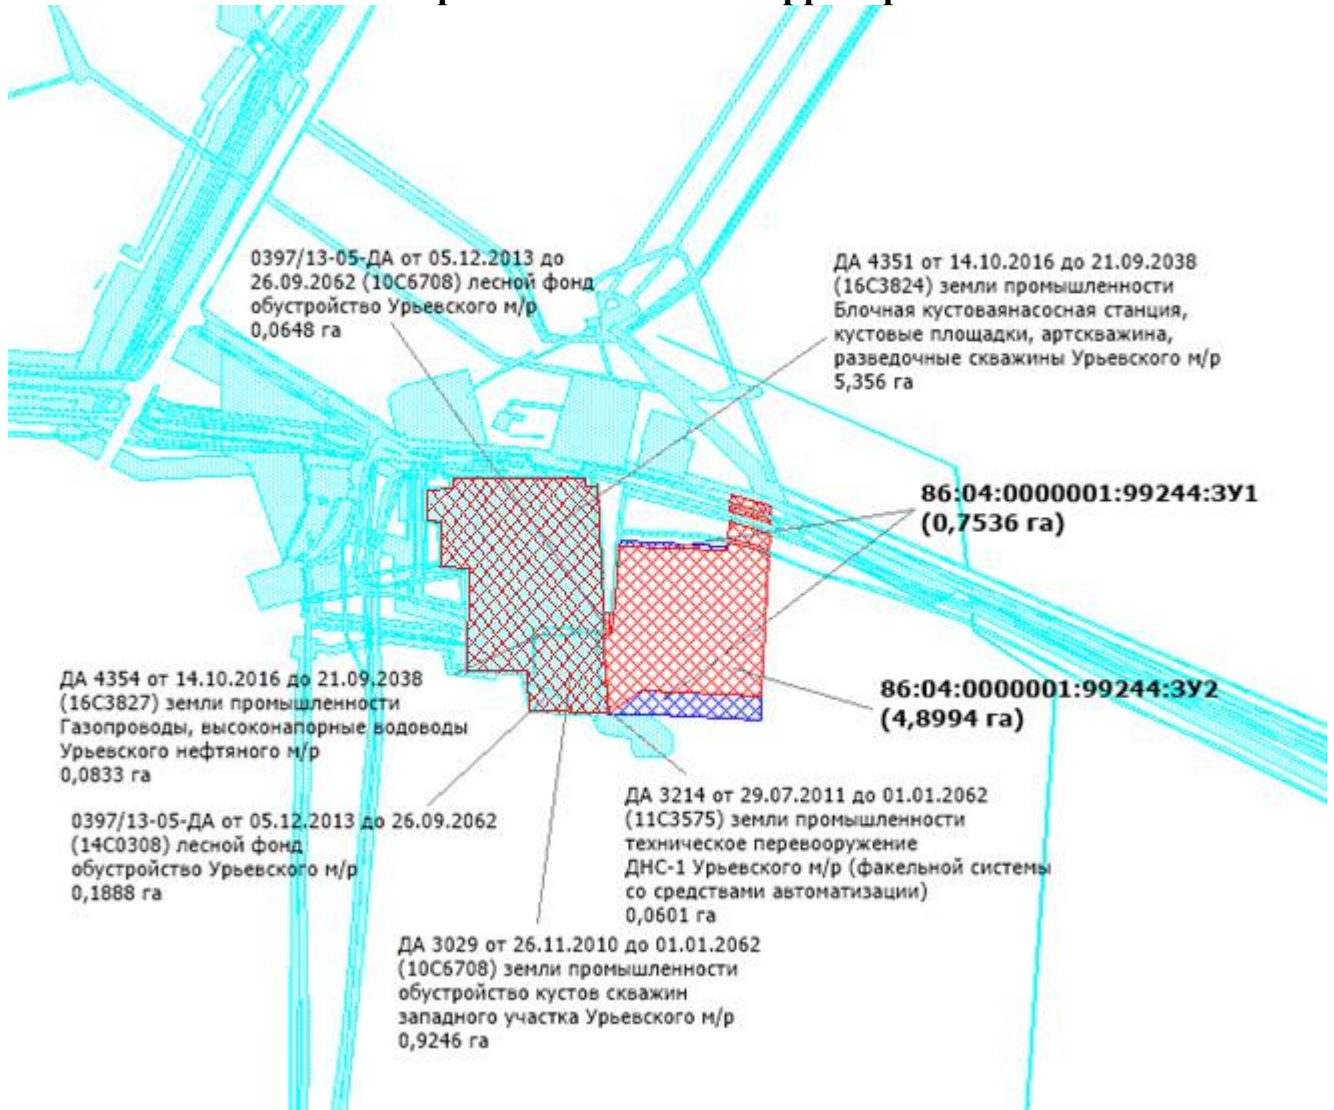 0397/13-05-ДА от 05.12.2013 до
26.09.2062 (10С6708) лесной фонд
обустройство Урьевского м/р
0,0648 га
ДА 4351 от 14.10.2016 до 21.09.2038
(16С3824) земли промышленности
Блочная кустоваянасосная станция,
кустовые площадки, артскважина,
разведочные скважины Урьевского м/р
5,356 га
86:04:0000001:99244:ЗУ1
(0,7536 га)
86:04:0000001:99244:ЗУ2
(4,8994 га)
ДА 4354 от 14.10.2016 до 21.09.2038
(16С3827) земли промышленности
Газопроводы, высоконапорные водоводы
Урьевского нефтяного м/р
0,0833 га
0397/13-05-ДА от 05.12.2013 до 26.09.2062
(14С0308) лесной фонд
обустройство Урьевского м/р
0,1888 га
ДА 3214 от 29.07.2011 до 01.01.2062
(11С3575) земли промышленности
техническое перевооружение
ДНС-1 Урьевского м/р (факельной системы
со средствами автоматизации)
0,0601 га
ДА 3029 от 26.11.2010 до 01.01.2062
(10С6708) земли промышленности
обустройство кустов скважин
западного участка Урьевского м/р
0,9246 га